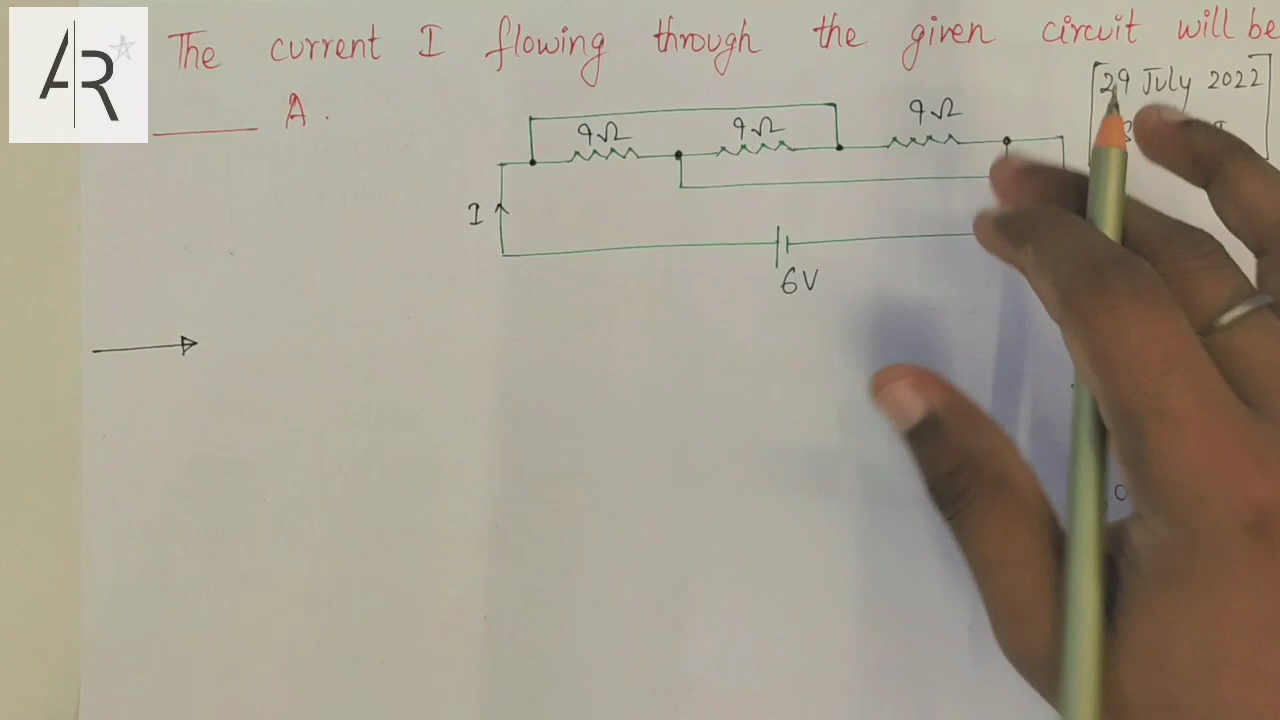 AR
The current I flowing through the given circuit will be
A.
[29 July 2022]
9Ω 9Ω 9Ω
I
6V